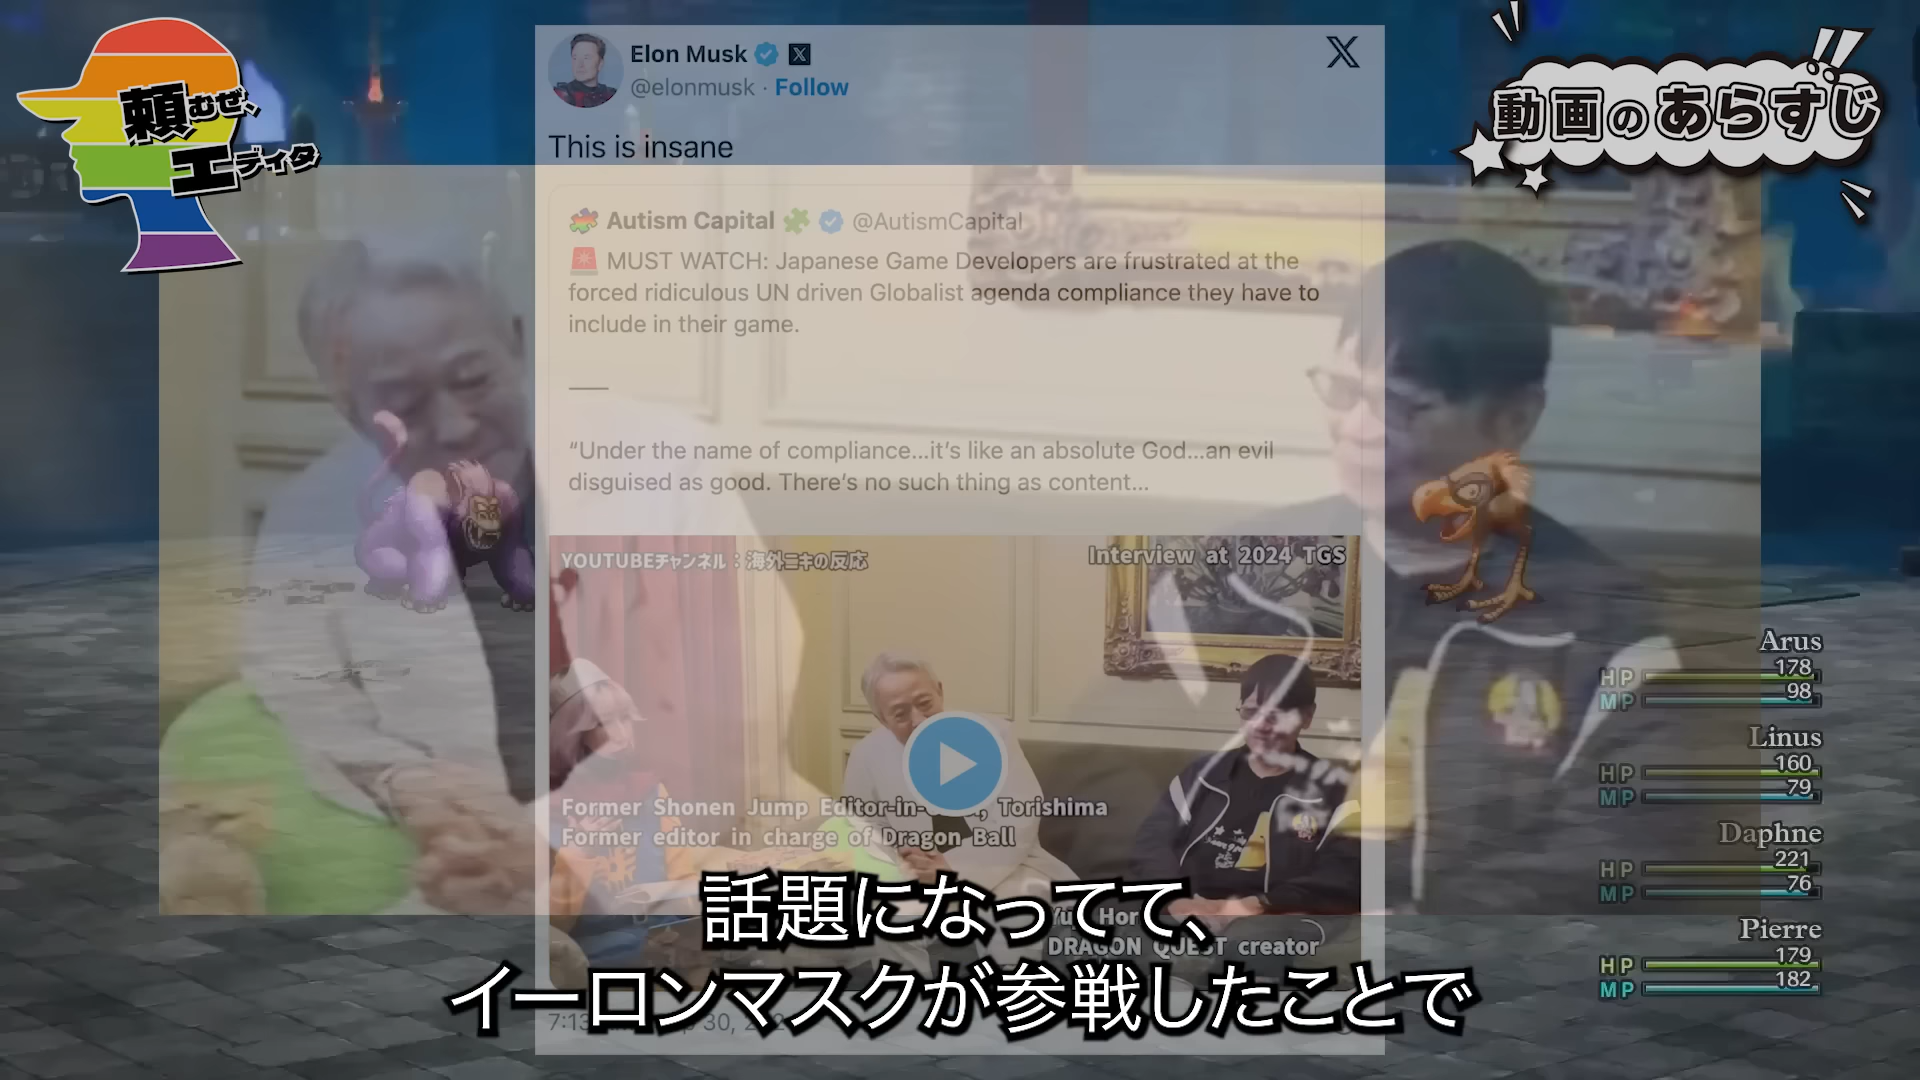 頼むぜ、
エディタ
動画のあらすじ
Elon Musk
@elonmusk · Follow
This is insane
Autism Capital @AutismCapital
MUST WATCH: Japanese Game Developers are frustrated at the
forced ridiculous UN driven Globalist agenda compliance they have to
include in their game.
“Under the name of compliance...it’s like an absolute God...an evil
disguised as good. There’s no such thing as content...
YOUTUBEチャンネル：海外ニキの反応
Interview at 2024 TGS
Former Shonen Jump Editor-in- Torishima
Former editor in charge of Dragon Ball
Hor
DRAGON QUEST creator
7:13 30,
話題になってて、
イーロンマスクが参戦したことで
Arus
HP 178
MP 98
Linus
HP 160
MP 79
Daphne
HP 221
MP 76
Pierre
HP 179
MP 182